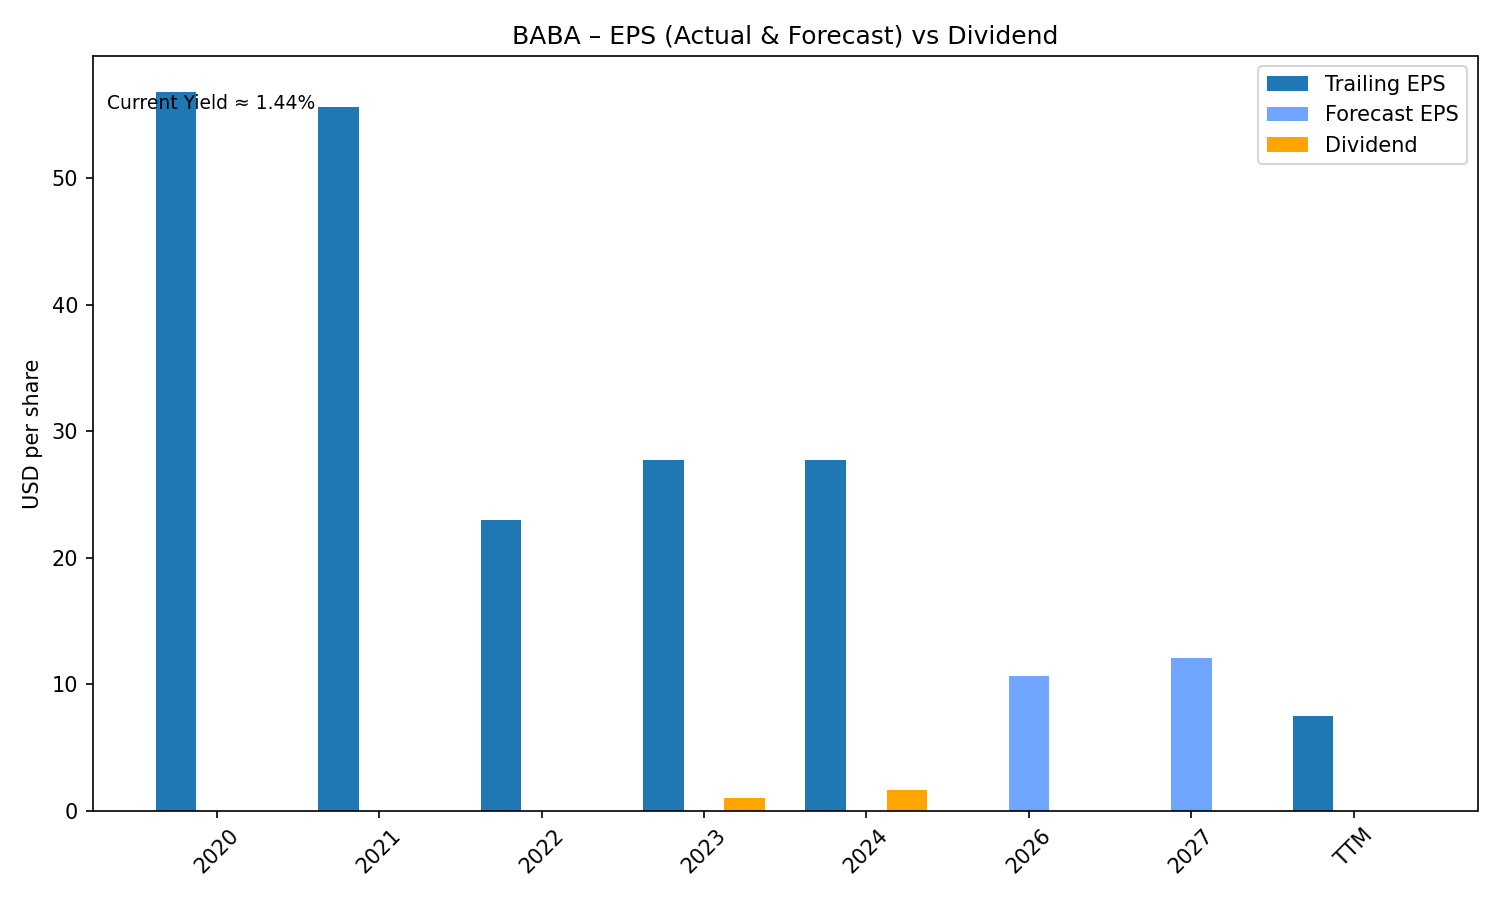 BABA – EPS (Actual & Forecast) vs Dividend
Current Yield ≈ 1.44%
Trailing EPS
Forecast EPS
Dividend
USD per share
50
40
30
20
10
0
2020
2021
2022
2023
2024
2026
2027
TTM